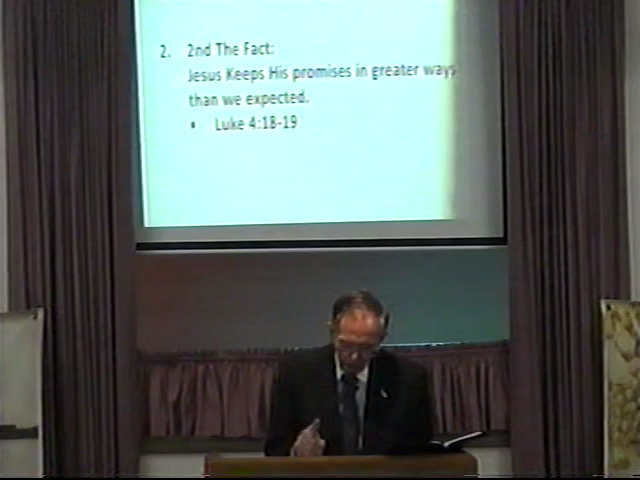 2. 2nd The Fact:
Jesus Keeps His promises in greater ways
than we expected.
• Luke 4:18-19